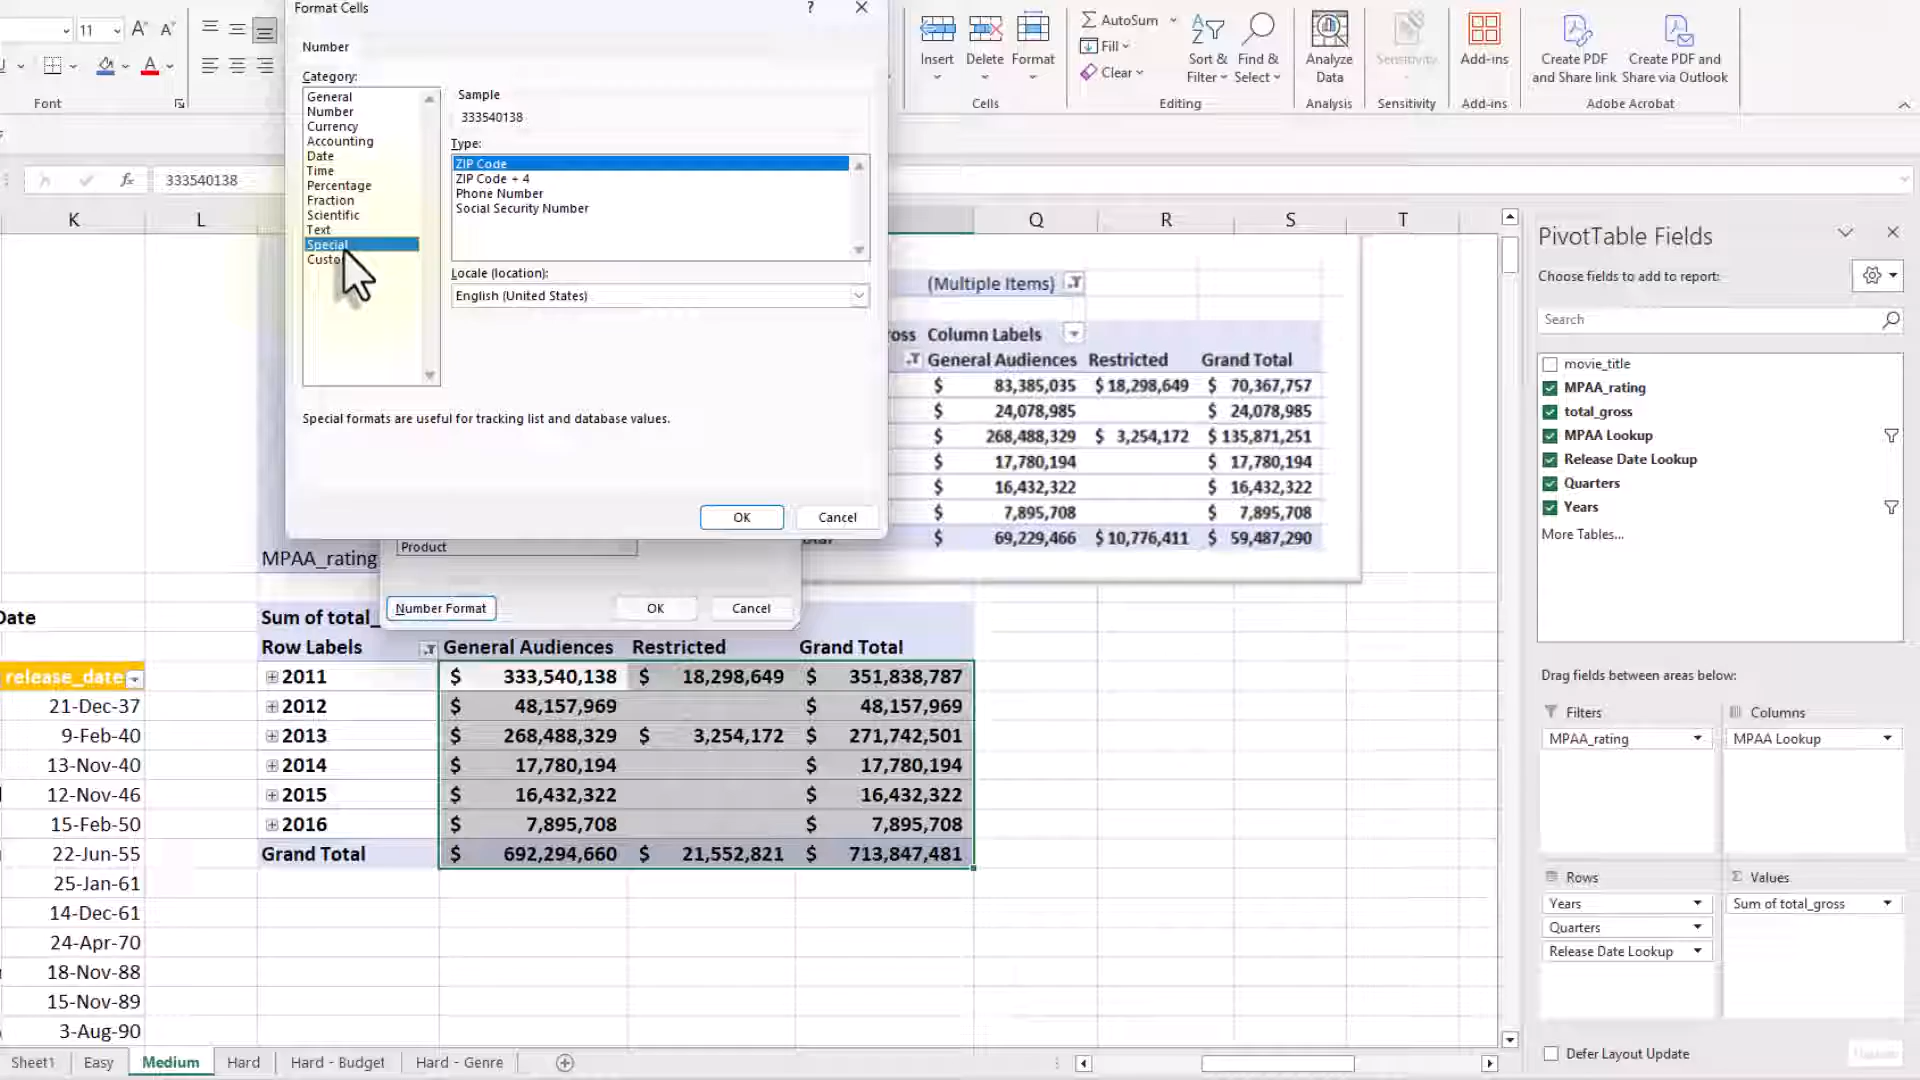 Format Cells
?
Number
Category:
General
Number
Currency
Accounting
Date
Time
Percentage
Fraction
Scientific
Text
Special
Custo
Sample
333540138
Type:
ZIP Code
ZIP Code + 4
Phone Number
Social Security Number
Locale (location):
English (United States)
Special formats are useful for tracking list and database values.
OK
Cancel
11
Font
Insert
Delete
Format
Cells
AutoSum
Fill
Clear
Sort &
Filter
Find &
Select
Editing
Analyze
Data
Analysis
Sensitivity
Sensitivity
Add-ins
Add-ins
Create PDF
and Share link
Create PDF and
Share via Outlook
Adobe Acrobat
fx
333540138
K L Q R S T
(Multiple Items)
oss Column Labels
General Audiences Restricted Grand Total
$ 83,385,035 $ 18,298,649 $ 70,367,757
$ 24,078,985 $ 24,078,985
$ 268,488,329 $ 3,254,172 $ 135,871,251
$ 17,780,194 $ 17,780,194
$ 16,432,322 $ 16,432,322
$ 7,895,708 $ 7,895,708
$ 69,229,466 $ 10,776,411 $ 59,487,290
Product
Number Format
OK
Cancel
MPAA_rating
Sum of total_
Row Labels General Audiences Restricted Grand Total
2011 $ 333,540,138 $ 18,298,649 $ 351,838,787
2012 $ 48,157,969 $ 48,157,969
2013 $ 268,488,329 $ 3,254,172 $ 271,742,501
2014 $ 17,780,194 $ 17,780,194
2015 $ 16,432,322 $ 16,432,322
2016 $ 7,895,708 $ 7,895,708
Grand Total $ 692,294,660 $ 21,552,821 $ 713,847,481
Date
release_date
21-Dec-37
9-Feb-40
13-Nov-40
12-Nov-46
15-Feb-50
22-Jun-55
25-Jan-61
14-Dec-61
24-Apr-70
18-Nov-88
15-Nov-89
3-Aug-90
Sheet1
Easy
Medium
Hard
Hard - Budget
Hard - Genre
PivotTable Fields
Choose fields to add to report:
Search
movie_title
MPAA_rating
total_gross
MPAA Lookup
Release Date Lookup
Quarters
Years
More Tables...
Drag fields between areas below:
Filters
MPAA_rating
Columns
MPAA Lookup
Rows
Years
Quarters
Release Date Lookup
Values
Sum of total_gross
Defer Layout Update